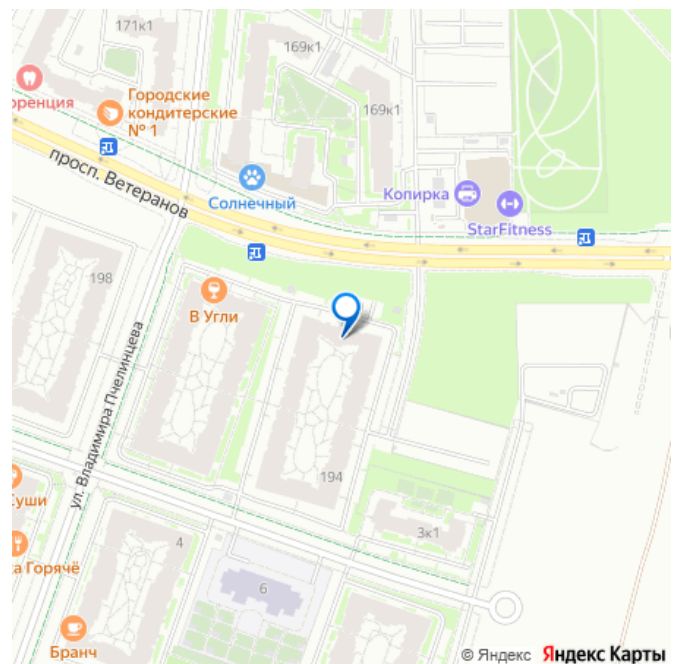 171к1
169к1
169к1
оренция
Городские
кондитерские
№ 1
просп. Ветеранов
Солнечный
Копирка
StarFitness
198
В Угли
ул. Владимира Пчелинцева
194
3к1
Суши
4
а Горячё
6
Бранч
© Яндекс Яндекс Карты